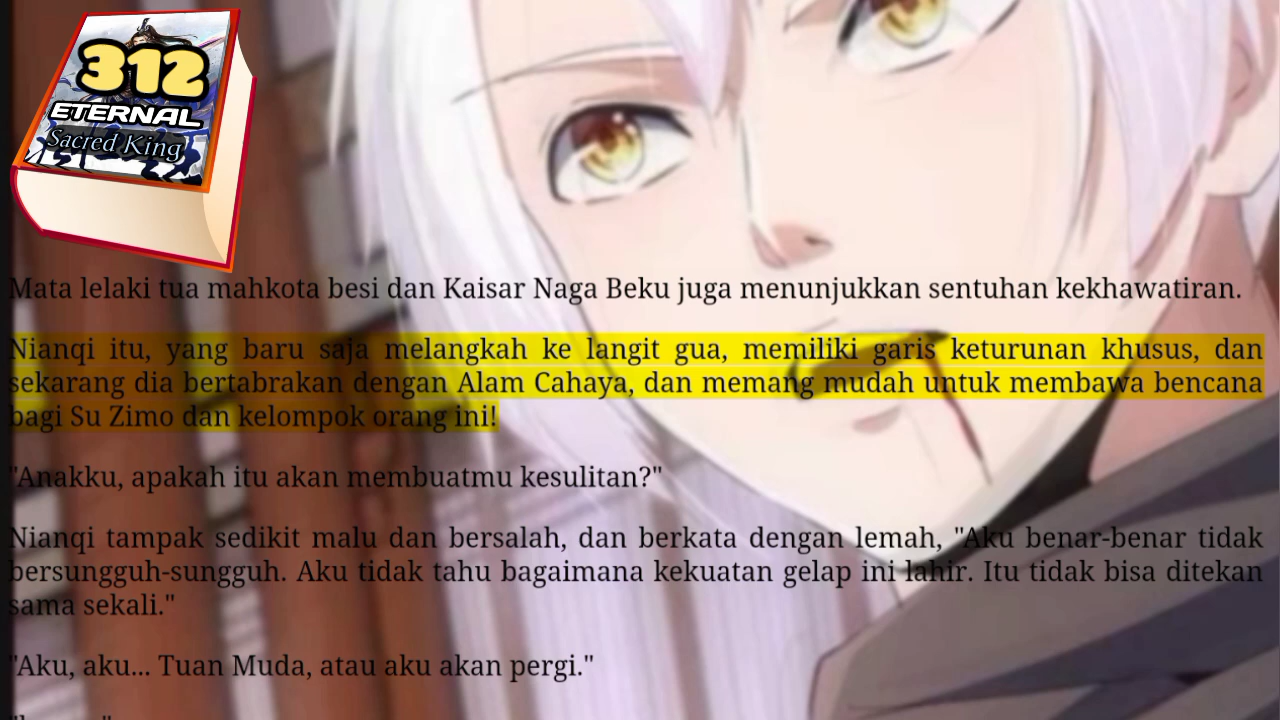 312
ETERNAL
Sacred King
Mata lelaki tua mahkota besi dan Kaisar Naga Beku juga menunjukkan sentuhan kekhawatiran.
Nianqi itu, yang baru saja melangkah ke langit gua, memiliki garis keturunan khusus, dan
sekarang dia bertabrakan dengan Alam Cahaya, dan memang mudah untuk membawa bencana
bagi Su Zimo dan kelompok orang ini!
"Anakku, apakah itu akan membuatmu kesulitan?"
Nianqi tampak sedikit malu dan bersalah, dan berkata dengan lemah, "Aku benar-benar tidak
bersungguh-sungguh. Aku tidak tahu bagaimana kekuatan gelap ini lahir. Itu tidak bisa ditekan
sama sekali."
"Aku, aku... Tuan Muda, atau aku akan pergi."